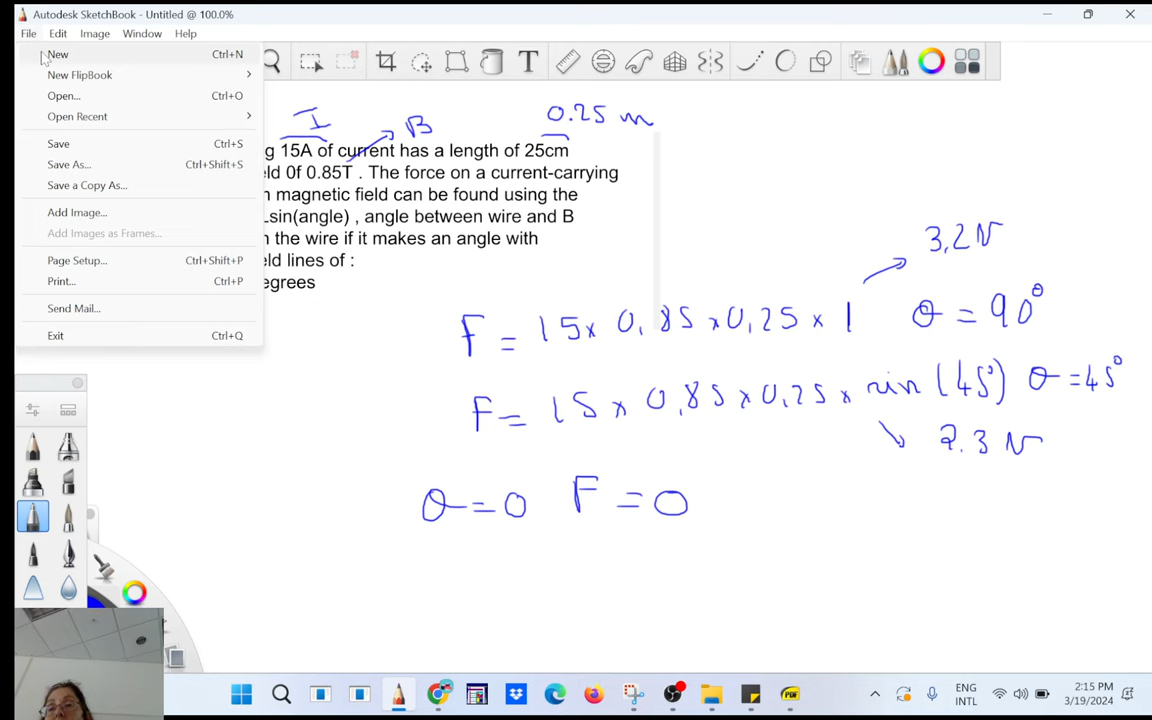 Autodesk SketchBook - Untitled @ 100.0%
File Edit Image Window Help
New Ctrl+N
New FlipBook
Open... Ctrl+O
Open Recent
Save Ctrl+S
Save As... Ctrl+Shift+S
Save a Copy As...
Add Image...
Add Images as Frames...
Page Setup... Ctrl+Shift+P
Print... Ctrl+P
Send Mail...
Exit Ctrl+Q
I B 0.25 m
g 15A of current has a length of 25cm
ld 0f 0.85T . The force on a current-carrying
magnetic field can be found using the
Lsin(angle) , angle between wire and B
the wire if it makes an angle with
ld lines of :
egrees
3.2 N
F = 15 x 0.85 x 0.25 x 1 θ = 90°
F = 15 x 0.85 x 0.25 x sin (45°) θ = 45°
2.3 N
θ = 0 F = 0
PDF
ENG
INTL
2:15 PM
3/19/2024